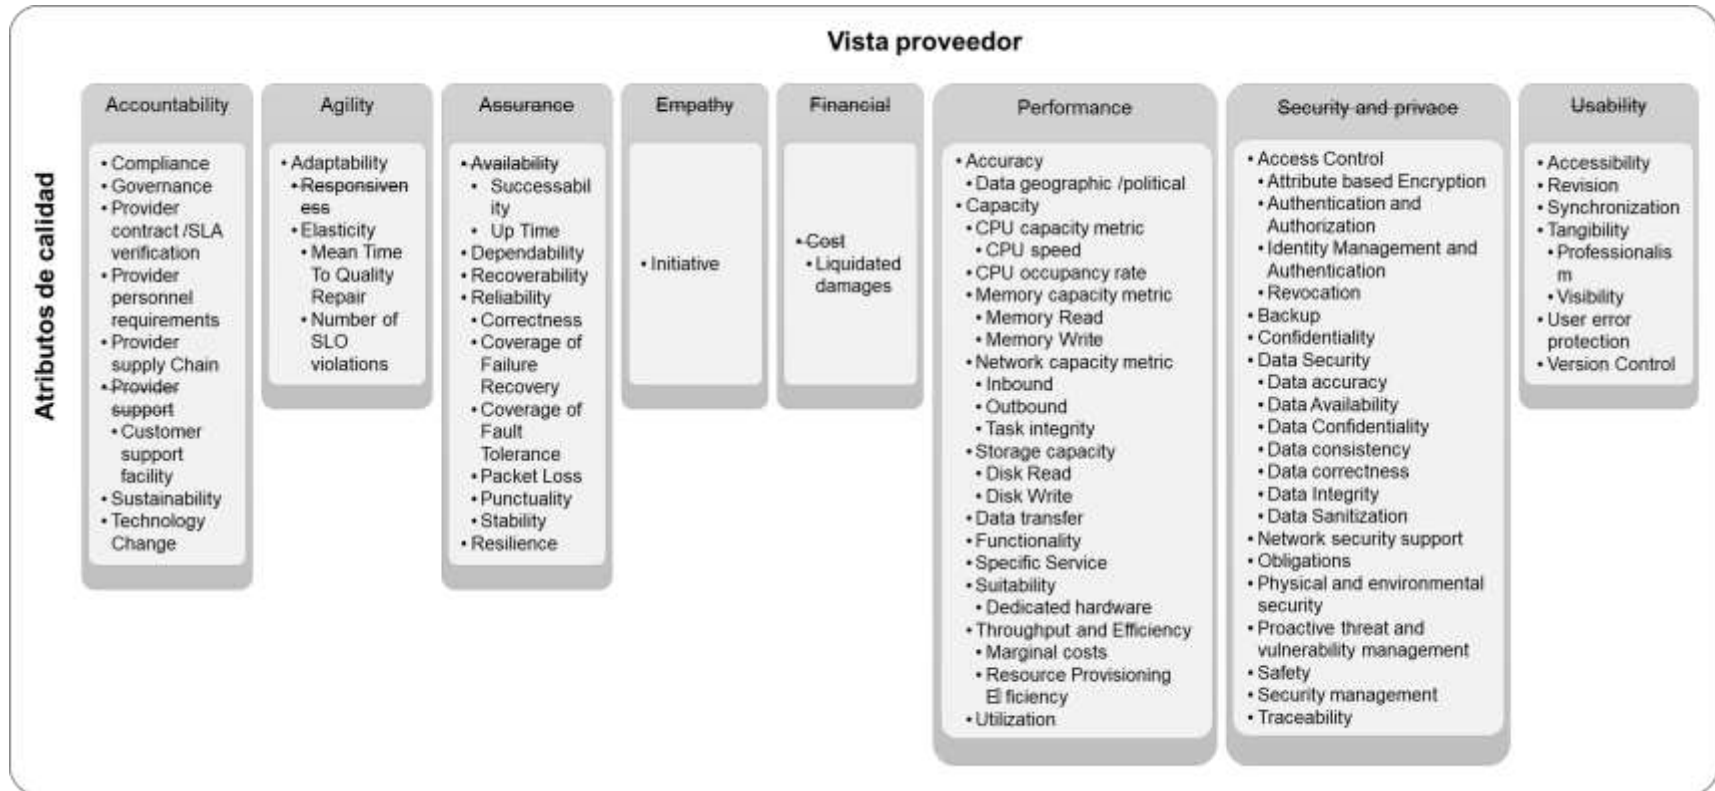 Vista proveedor
Atributos de calidad
Accountability
• Compliance
• Governance
• Provider
contract /SLA
verification
• Provider
personnel
requirements
• Provider
supply Chain
• Provider
support
• Customer
support
facility
• Sustainability
• Technology
Change
Agility
• Adaptability
• Responsiven
ess
• Elasticity
• Mean Time
To Quality
Repair
• Number of
SLO
violations
Assurance
• Availability
• Successabil
ity
• Up Time
• Dependability
• Recoverability
• Reliability
• Correctness
• Coverage of
Failure
Recovery
• Coverage of
Fault
Tolerance
• Packet Loss
• Punctuality
• Stability
• Resilience
Empathy
• Initiative
Financial
• Cost
• Liquidated
damages
Performance
• Accuracy
• Data geographic /political
• Capacity
• CPU capacity metric
• CPU speed
• CPU occupancy rate
• Memory capacity metric
• Memory Read
• Memory Write
• Network capacity metric
• Inbound
• Outbound
• Task integrity
• Storage capacity
• Disk Read
• Disk Write
• Data transfer
• Functionality
• Specific Service
• Suitability
• Dedicated hardware
• Throughput and Efficiency
• Marginal costs
• Resource Provisioning
Efficiency
• Utilization
Security and privace
• Access Control
• Attribute based Encryption
• Authentication and
Authorization
• Identity Management and
Authentication
• Revocation
• Backup
• Confidentiality
• Data Security
• Data accuracy
• Data Availability
• Data Confidentiality
• Data consistency
• Data correctness
• Data Integrity
• Data Sanitization
• Network security support
• Obligations
• Physical and environmental
security
• Proactive threat and
vulnerability management
• Safety
• Security management
• Traceability
Usability
• Accessibility
• Revision
• Synchronization
• Tangibility
• Professionalis
m
• Visibility
• User error
protection
• Version Control